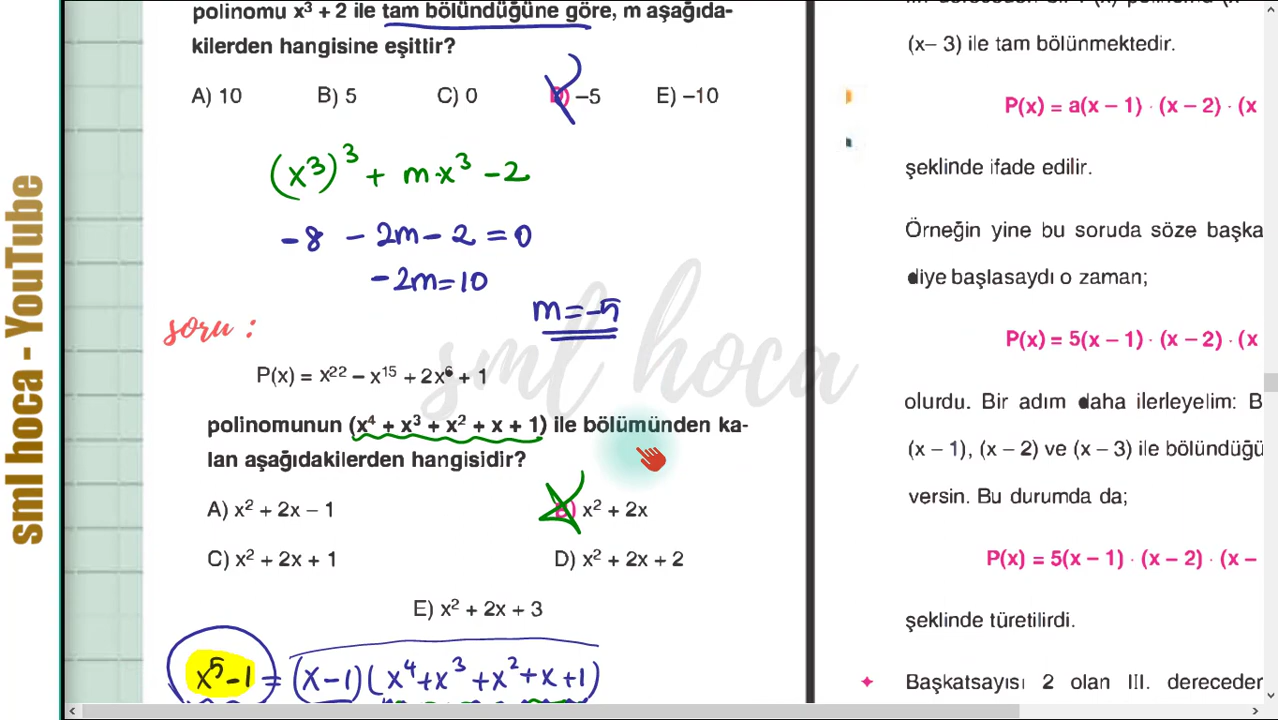 polinomu x³ + 2 ile tam bölündüğüne göre, m aşağıda-
kilerden hangisine eşitlir?
A) 10 B) 5 C) 0 D) –5 E) –10
(x³)³ + m·x³ – 2
–8 – 2m – 2 = 0
–2m = 10
m = –5
soru :
P(x) = x²² – x¹⁵ + 2x⁶ + 1
polinomunun (x⁴ + x³ + x² + x + 1) ile bölümünden ka-
lan aşağıdakilerden hangisidir?
A) x² + 2x – 1 B) x² + 2x
C) x² + 2x + 1 D) x² + 2x + 2
E) x² + 2x + 3
x⁵–1 = (x–1)(x⁴+x³+x²+x+1)
sml hoca
sml hoca - YouTube
(x– 3) ile tam bölünmektedir.
P(x) = a(x – 1) · (x – 2) · (x
şeklinde ifade edilir.
Örneğin yine bu soruda söze başka
diye başlasaydı o zaman;
P(x) = 5(x – 1) · (x – 2) · (x
olurdu. Bir adım daha ilerleyelim: B
(x – 1), (x – 2) ve (x – 3) ile bölündüğü
versin. Bu durumda da;
P(x) = 5(x – 1) · (x – 2) · (x –
şeklinde türetilirdi.
Başkatsayısı 2 olan III. dereceder